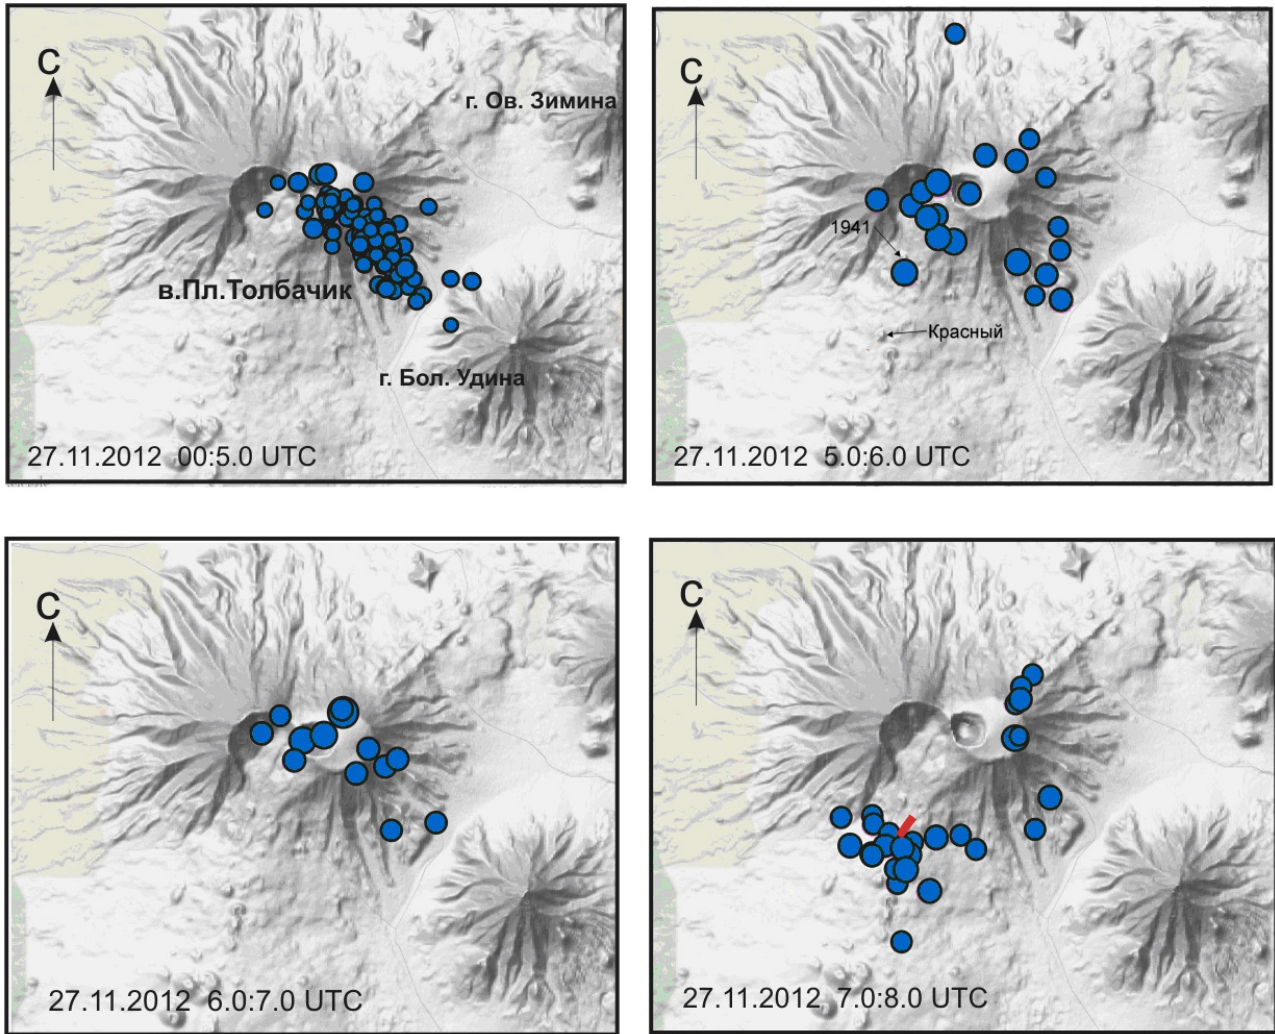 С
г. Ов. Зимина
в.Пл.Толбачик
г. Бол. Удина
27.11.2012 00:5.0 UTC
С
1941
Красный
27.11.2012 5.0:6.0 UTC
С
27.11.2012 6.0:7.0 UTC
С
27.11.2012 7.0:8.0 UTC